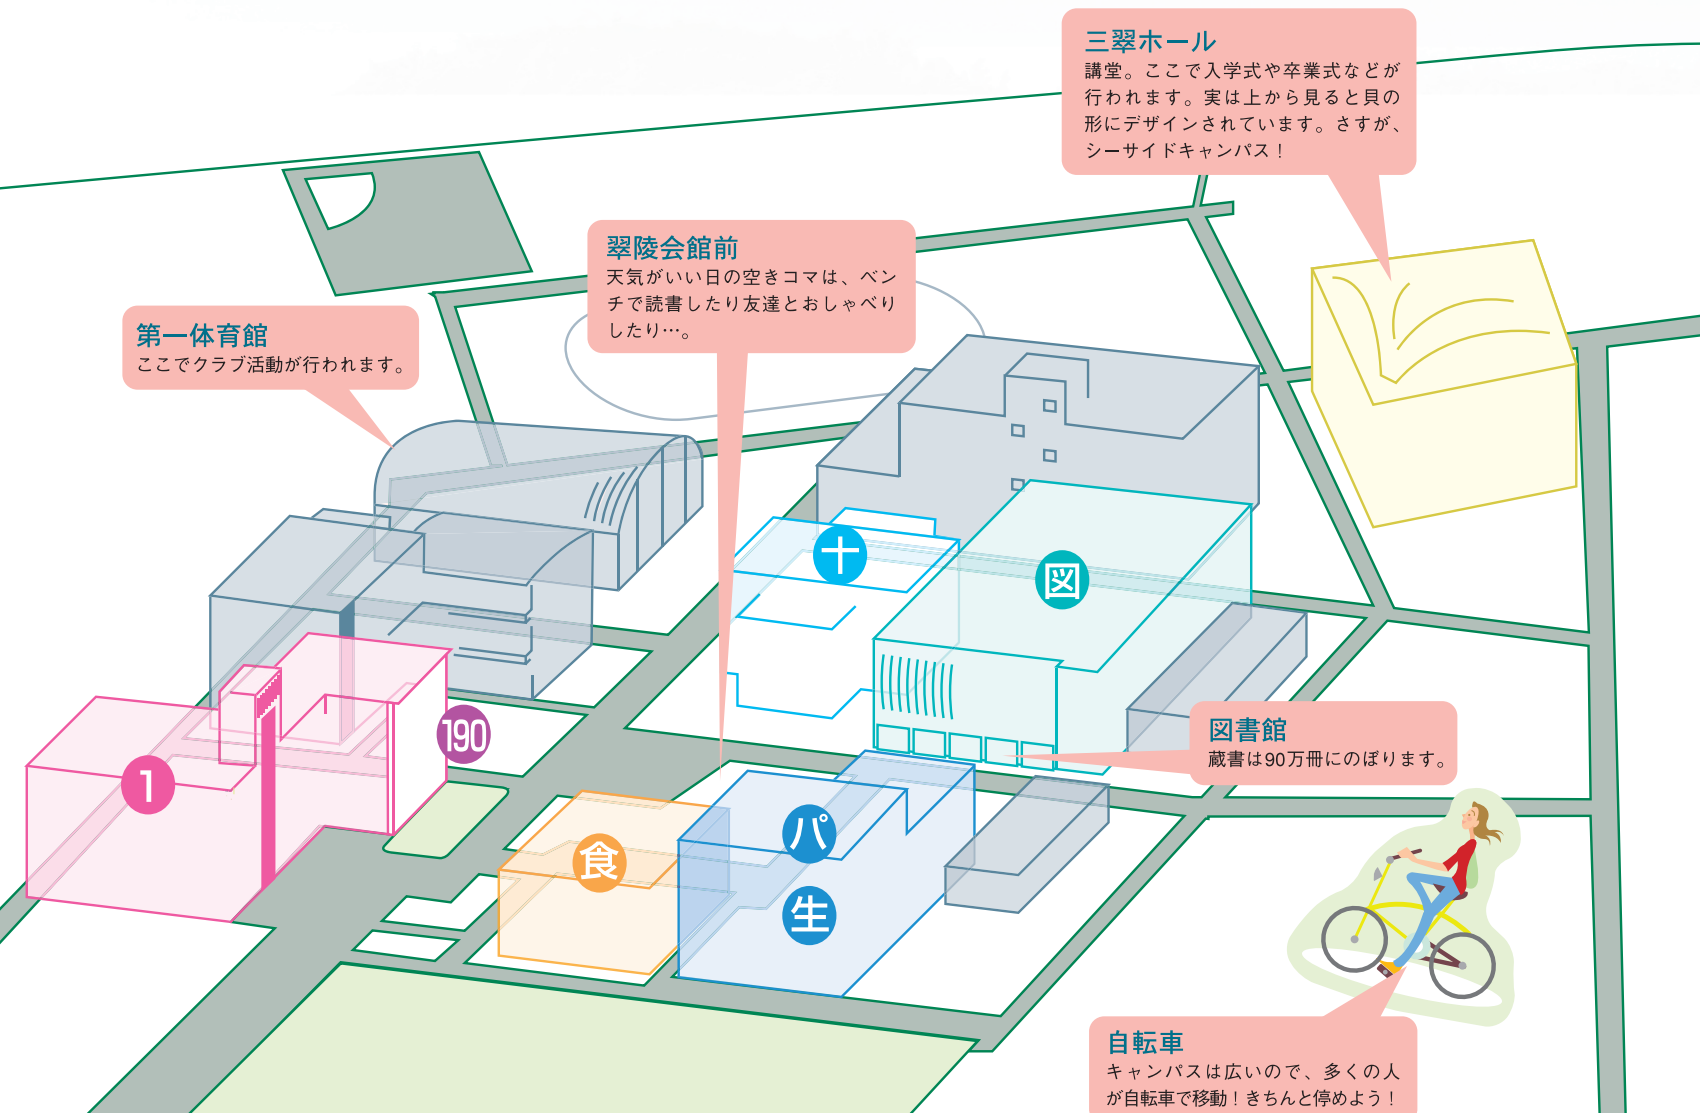 三翠ホール
講堂。ここで入学式や卒業式などが
行われます。実は上から見ると貝の
形にデザインされています。さすが、
シーサイドキャンパス！
翠陵会館前
天気がいい日の空きコマは、ベン
チで読書したり友達とおしゃべり
したり…。
第一体育館
ここでクラブ活動が行われます。
十
図
190
1
図書館
蔵書は90万冊にのぼります。
食
パ
生
自転車
キャンパスは広いので、多くの人
が自転車で移動！きちんと停めよう！